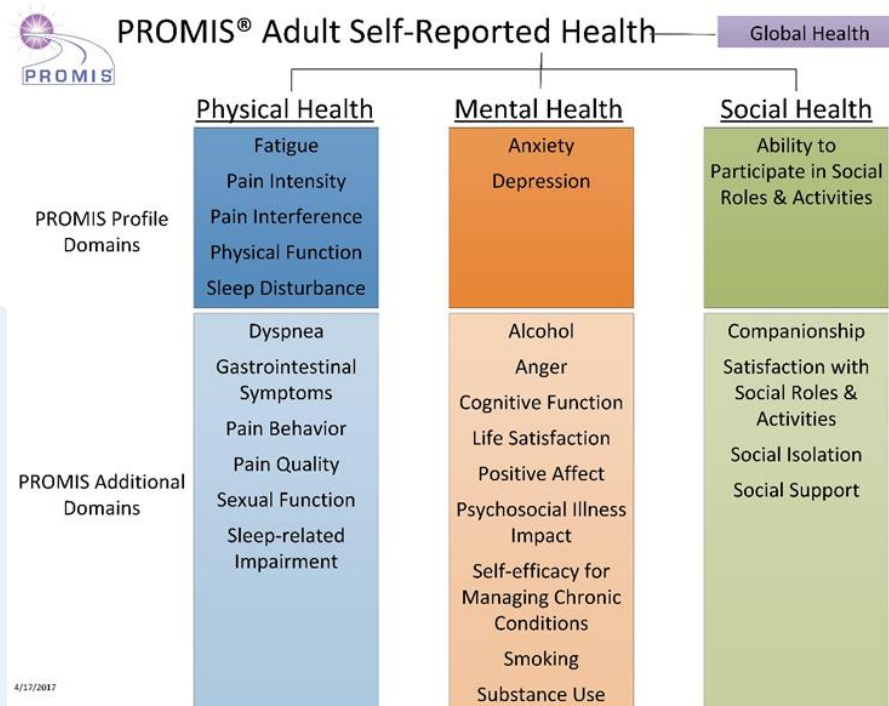 PROMIS® Adult Self-Reported Health
Global Health
PROMIS
Physical Health
Mental Health
Social Health
PROMIS Profile
Domains
Fatigue
Pain Intensity
Pain Interference
Physical Function
Sleep Disturbance
Anxiety
Depression
Ability to
Participate in Social
Roles & Activities
PROMIS Additional
Domains
Dyspnea
Gastrointestinal
Symptoms
Pain Behavior
Pain Quality
Sexual Function
Sleep-related
Impairment
Alcohol
Anger
Cognitive Function
Life Satisfaction
Positive Affect
Psychosocial Illness
Impact
Self-efficacy for
Managing Chronic
Conditions
Smoking
Substance Use
Companionship
Satisfaction with
Social Roles &
Activities
Social Isolation
Social Support
4/17/2017